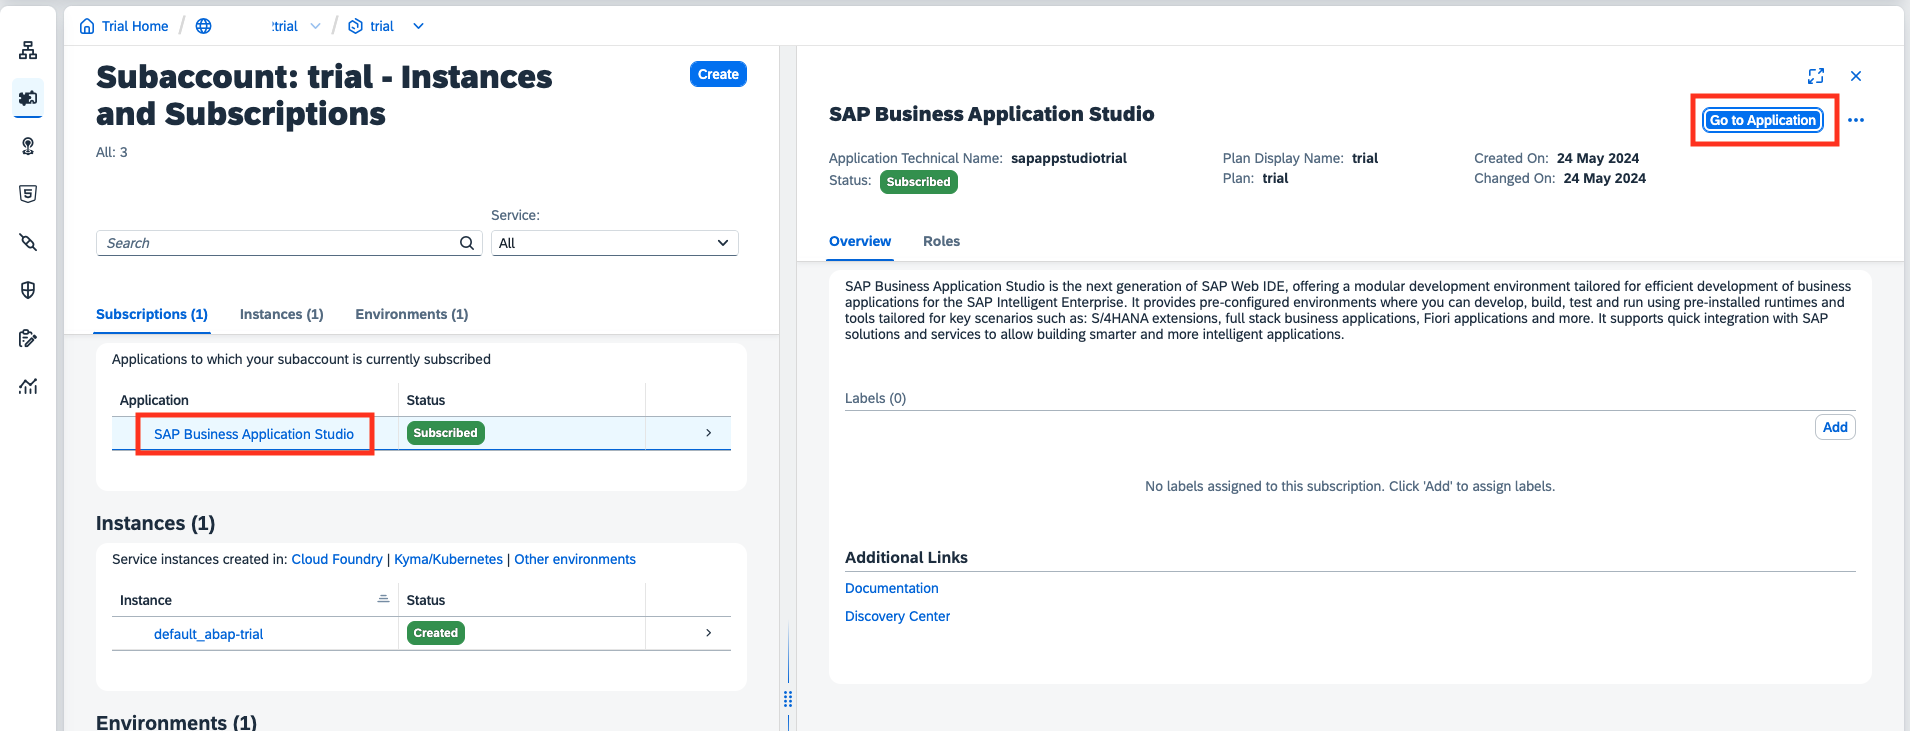 Trial Home / trial / trial
Subaccount: trial - Instances
and Subscriptions
Create
All: 3
Service:
Search
All
Subscriptions (1) Instances (1) Environments (1)
Applications to which your subaccount is currently subscribed
Application Status
SAP Business Application Studio Subscribed
Instances (1)
Service instances created in: Cloud Foundry | Kyma/Kubernetes | Other environments
Instance Status
default_abap-trial Created
Environments (1)
SAP Business Application Studio
Go to Application
Application Technical Name: sapappstudiotrial
Status: Subscribed
Plan Display Name: trial
Plan: trial
Created On: 24 May 2024
Changed On: 24 May 2024
Overview Roles
SAP Business Application Studio is the next generation of SAP Web IDE, offering a modular development environment tailored for efficient development of business
applications for the SAP Intelligent Enterprise. It provides pre-configured environments where you can develop, build, test and run using pre-installed runtimes and
tools tailored for key scenarios such as: S/4HANA extensions, full stack business applications, Fiori applications and more. It supports quick integration with SAP
solutions and services to allow building smarter and more intelligent applications.
Labels (0)
Add
No labels assigned to this subscription. Click 'Add' to assign labels.
Additional Links
Documentation
Discovery Center